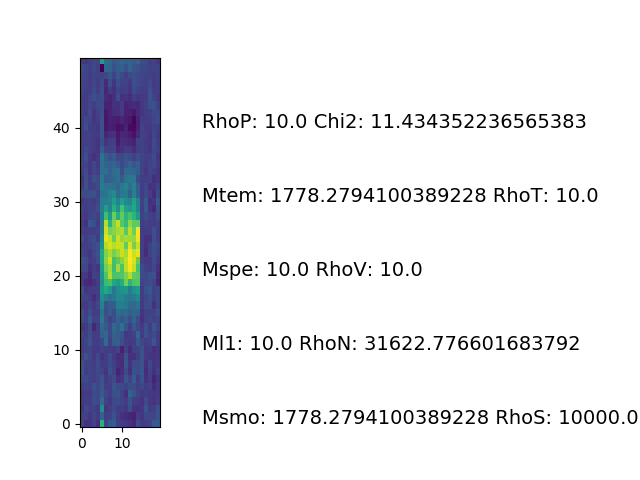 40
30
20
10
0
0 10
RhoP: 10.0 Chi2: 11.434352236565383
Mtem: 1778.2794100389228 RhoT: 10.0
Mspe: 10.0 RhoV: 10.0
Ml1: 10.0 RhoN: 31622.776601683792
Msmo: 1778.2794100389228 RhoS: 10000.0